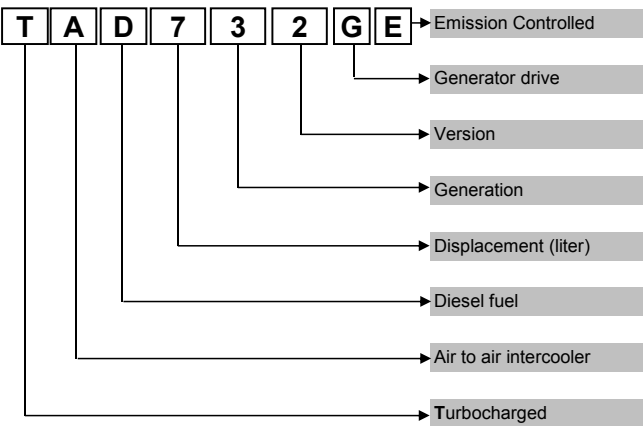 T A D 7 3 2 G E
Emission Controlled
Generator drive
Version
Generation
Displacement (liter)
Diesel fuel
Air to air intercooler
Turbocharged